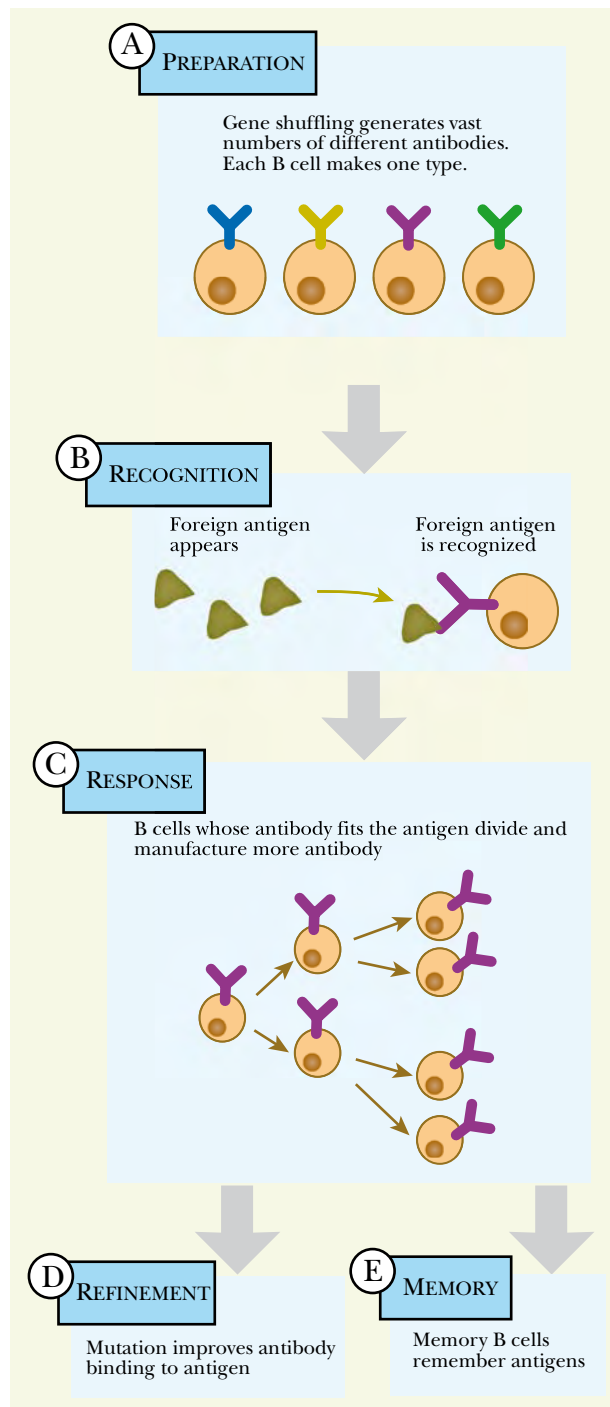 A
PREPARATION
Gene shuffling generates vast
numbers of different antibodies.
Each B cell makes one type.
B
RECOGNITION
Foreign antigen
appears
Foreign antigen
is recognized
C
RESPONSE
B cells whose antibody fits the antigen divide and
manufacture more antibody
D
REFINEMENT
Mutation improves antibody
binding to antigen
E
MEMORY
Memory B cells
remember antigens